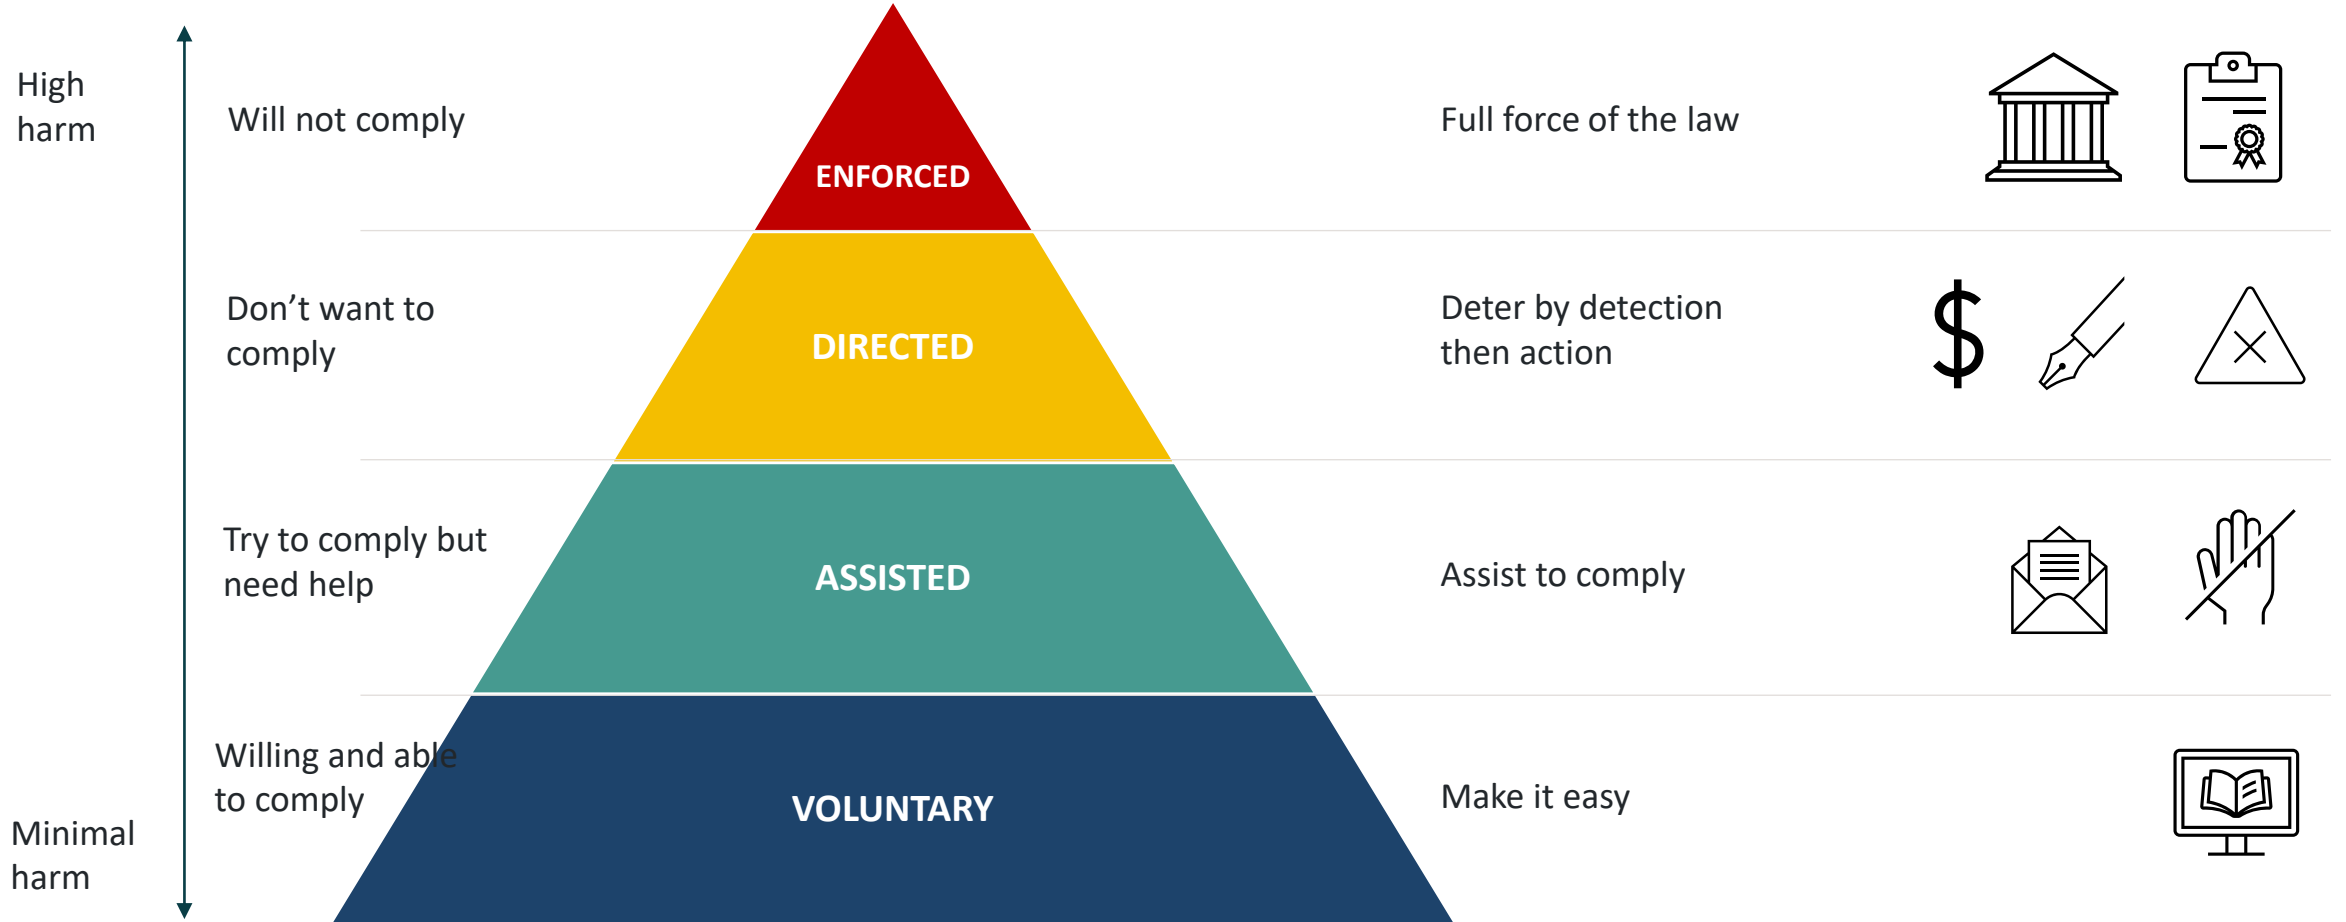 High
harm
Will not comply
ENFORCED
Full force of the law
Don’t want to
comply
DIRECTED
Deter by detection
then action
Try to comply but
need help
ASSISTED
Assist to comply
Willing and able
to comply
VOLUNTARY
Make it easy
Minimal
harm